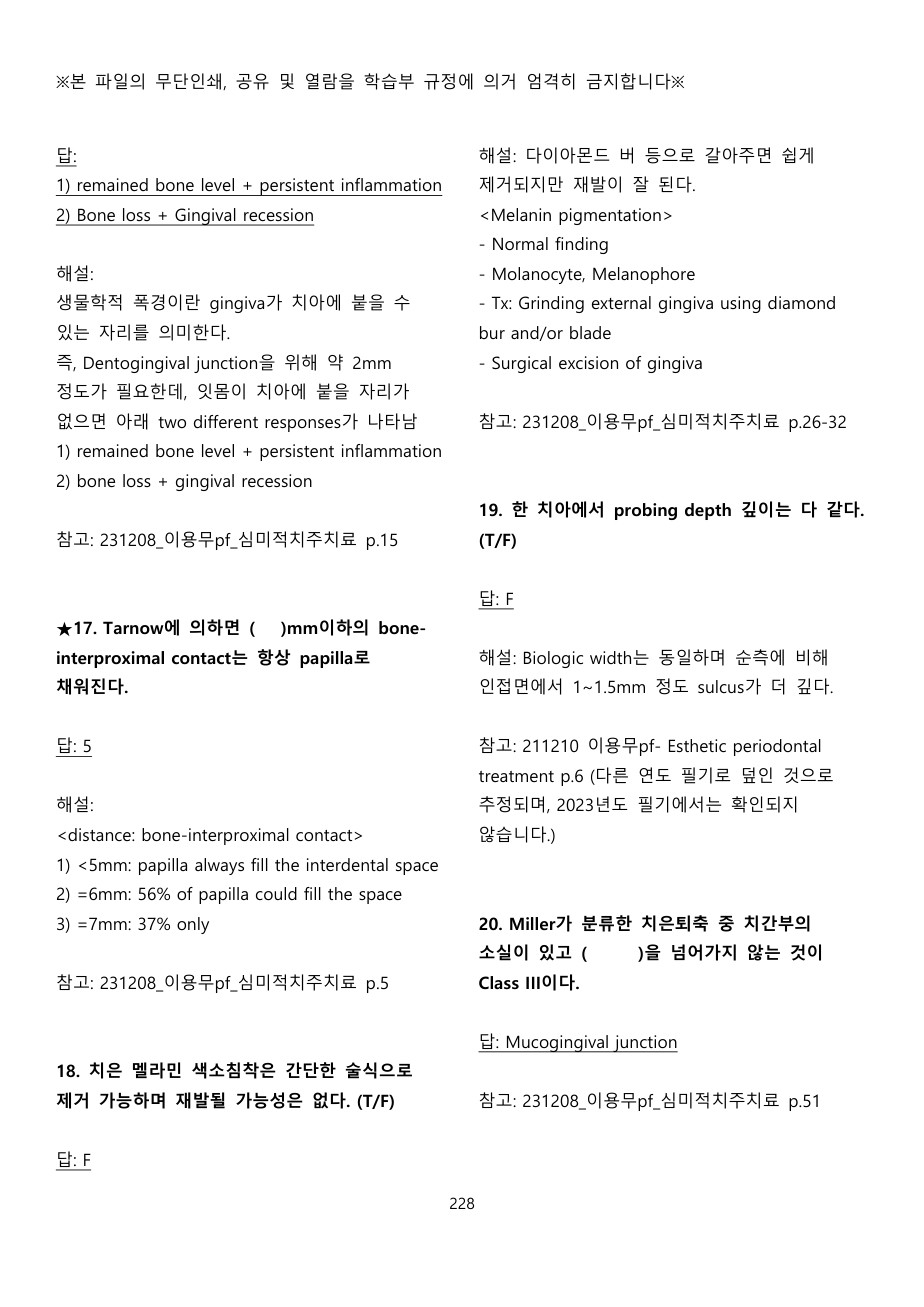 ※본 파일의 무단인쇄, 공유 및 열람을 학습부 규정에 의거 엄격히 금지합니다※
답:
1) remained bone level + persistent inflammation
2) Bone loss + Gingival recession
해설:
생물학적 폭경이란 gingiva가 치아에 붙을 수
있는 자리를 의미한다.
즉, Dentogingival junction을 위해 약 2mm
정도가 필요한데, 잇몸이 치아에 붙을 자리가
없으면 아래 two different responses가 나타남
1) remained bone level + persistent inflammation
2) bone loss + gingival recession
참고: 231208_이용무pf_심미적치주치료 p.15
★17. Tarnow에 의하면 (    )mm이하의 bone-
interproximal contact는 항상 papilla로
채워진다.
답: 5
해설:
<distance: bone-interproximal contact>
1) <5mm: papilla always fill the interdental space
2) =6mm: 56% of papilla could fill the space
3) =7mm: 37% only
참고: 231208_이용무pf_심미적치주치료 p.5
18. 치은 멜라민 색소침착은 간단한 술식으로
제거 가능하며 재발될 가능성은 없다. (T/F)
답: F
해설: 다이아몬드 버 등으로 갈아주면 쉽게
제거되지만 재발이 잘 된다.
<Melanin pigmentation>
- Normal finding
- Molanocyte, Melanophore
- Tx: Grinding external gingiva using diamond
bur and/or blade
- Surgical excision of gingiva
참고: 231208_이용무pf_심미적치주치료 p.26-32
19. 한 치아에서 probing depth 깊이는 다 같다.
(T/F)
답: F
해설: Biologic width는 동일하며 순측에 비해
인접면에서 1~1.5mm 정도 sulcus가 더 깊다.
참고: 211210 이용무pf- Esthetic periodontal
treatment p.6 (다른 연도 필기로 덮인 것으로
추정되며, 2023년도 필기에서는 확인되지
않습니다.)
20. Miller가 분류한 치은퇴축 중 치간부의
소실이 있고 (        )을 넘어가지 않는 것이
Class III이다.
답: Mucogingival junction
참고: 231208_이용무pf_심미적치주치료 p.51
228